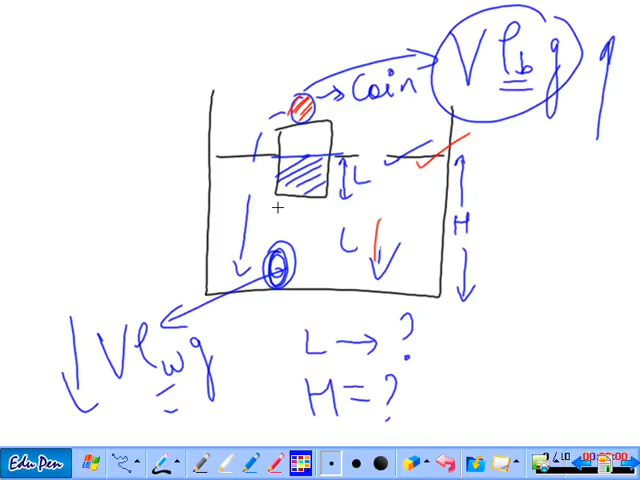 Vρbg
Coin
L
L
H
Vρwg
L → ?
H = ?
Edu Pen